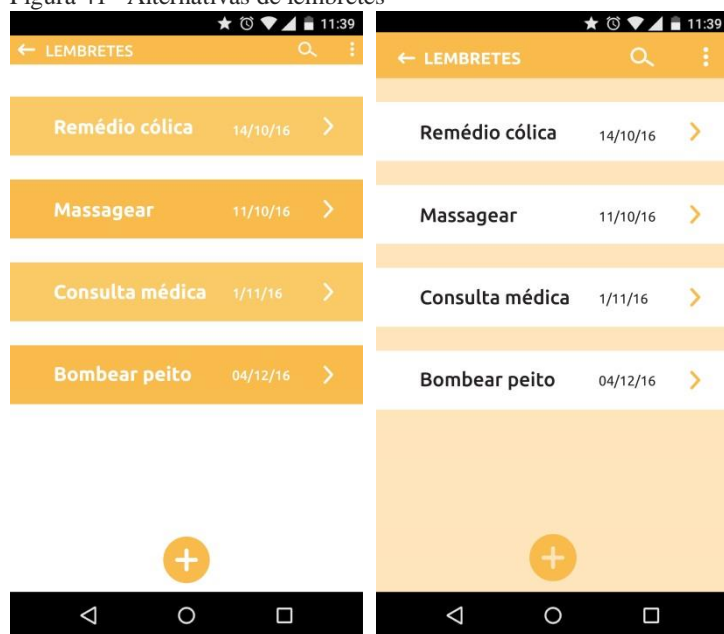 Figura 41 - Alternativas de lembretes
11:39
LEMBRETES
Remédio cólica 14/10/16
Massagear 11/10/16
Consulta médica 1/11/16
Bombear peito 04/12/16
11:39
LEMBRETES
Remédio cólica 14/10/16
Massagear 11/10/16
Consulta médica 1/11/16
Bombear peito 04/12/16